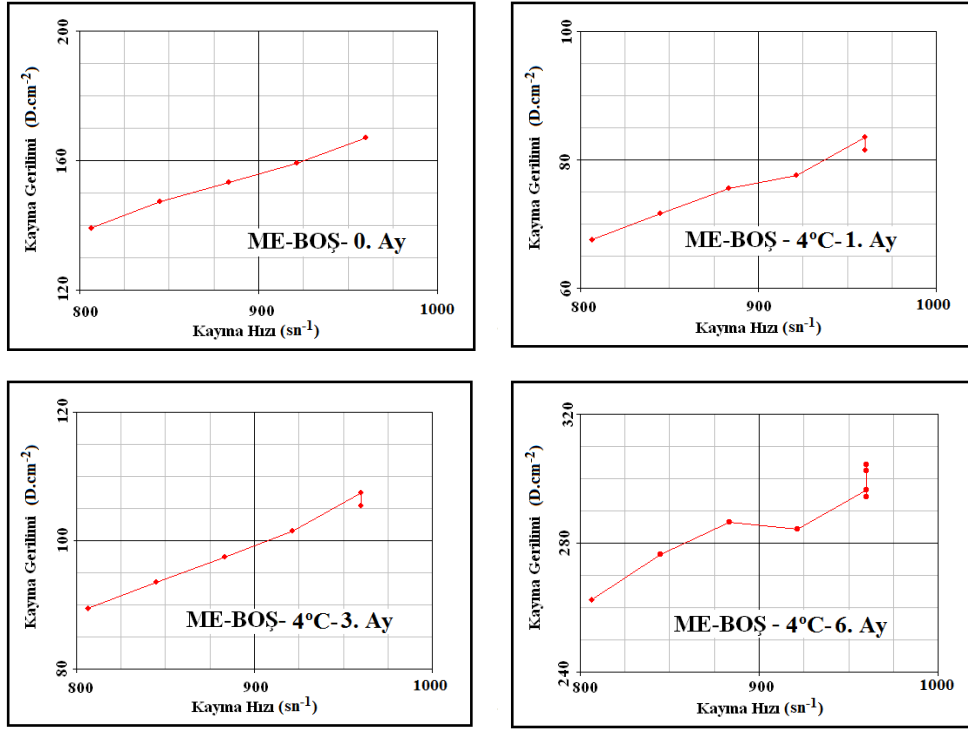 200
160
120
Kayma Gerilimi (D.cm-2)
ME-BOŞ- 0. Ay
800
900
1000
Kayma Hızı (sn-1)
100
80
60
Kayma Gerilimi (D.cm-2)
ME-BOŞ - 4ºC-1. Ay
800
900
1000
Kayma Hızı (sn-1)
120
100
80
Kayma Gerilimi (D.cm-2)
ME-BOŞ- 4ºC-3. Ay
800
900
1000
Kayma Hızı (sn-1)
320
280
240
Kayma Gerilimi (D.cm-2)
ME-BOŞ - 4ºC-6. Ay
800
900
1000
Kayma Hızı (sn-1)